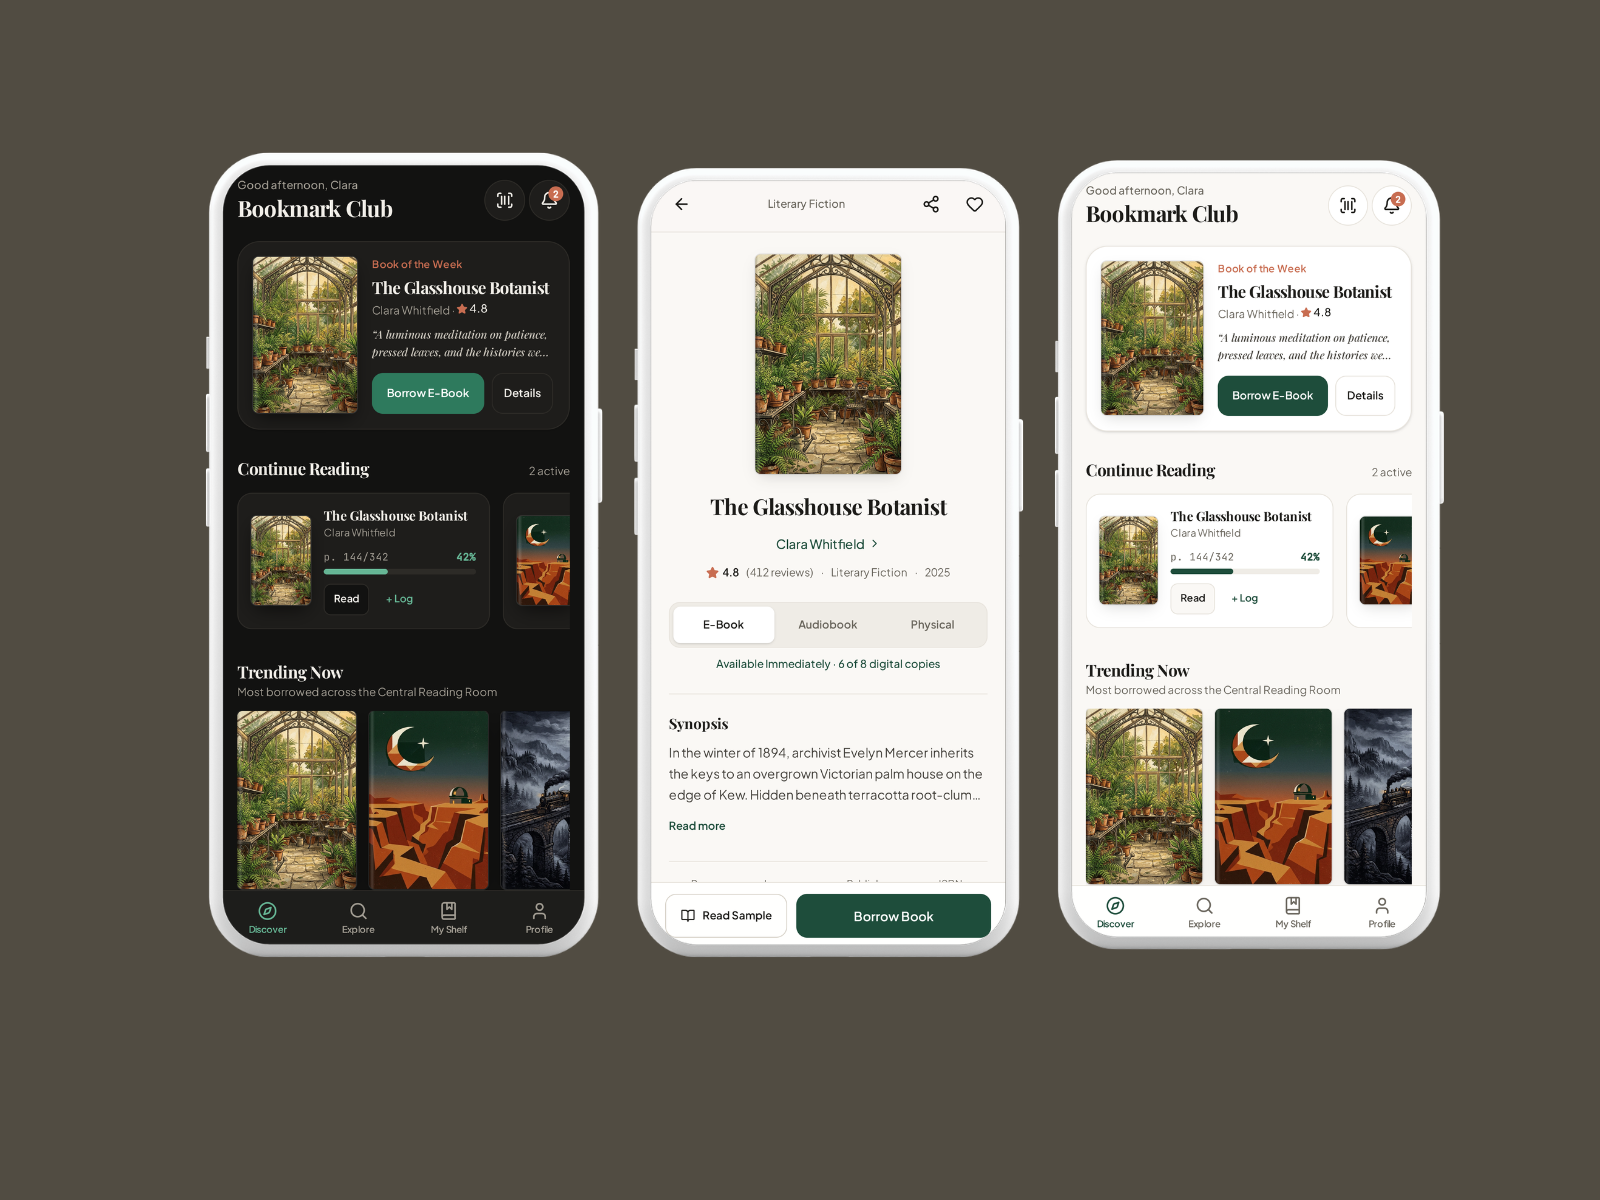 Good afternoon, Clara
Bookmark Club
2
Book of the Week
The Glasshouse Botanist
Clara Whitfield · 4.8
“A luminous meditation on patience,
pressed leaves, and the histories we...
Borrow E-Book
Details
Continue Reading
2 active
The Glasshouse Botanist
Clara Whitfield
p. 144/342
42%
Read
+ Log
Trending Now
Most borrowed across the Central Reading Room
Discover
Explore
My Shelf
Profile
Literary Fiction
The Glasshouse Botanist
Clara Whitfield
4.8 (412 reviews) · Literary Fiction · 2025
E-Book
Audiobook
Physical
Available Immediately · 6 of 8 digital copies
Synopsis
In the winter of 1894, archivist Evelyn Mercer inherits
the keys to an overgrown Victorian palm house on the
edge of Kew. Hidden beneath terracotta root-clum...
Read more
Read Sample
Borrow Book
Good afternoon, Clara
Bookmark Club
2
Book of the Week
The Glasshouse Botanist
Clara Whitfield · 4.8
“A luminous meditation on patience,
pressed leaves, and the histories we...
Borrow E-Book
Details
Continue Reading
2 active
The Glasshouse Botanist
Clara Whitfield
p. 144/342
42%
Read
+ Log
Trending Now
Most borrowed across the Central Reading Room
Discover
Explore
My Shelf
Profile